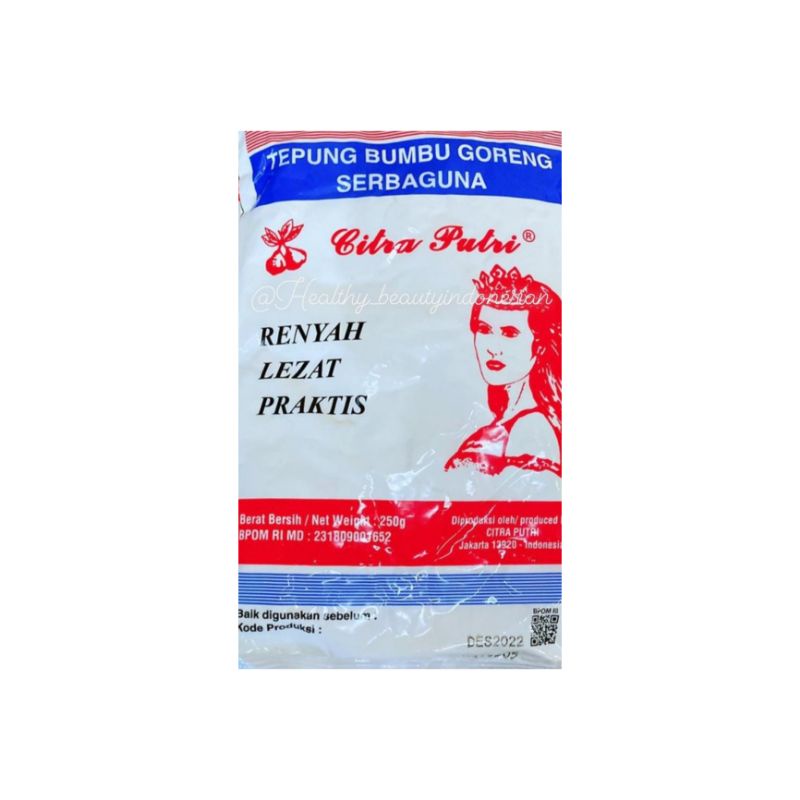 TEPUNG BUMBU GORENG
SERBAGUNA
Citra Putri®
@Healthy_beautyindonesian
RENYAH
LEZAT
PRAKTIS
Berat Bersih / Net Weight : 250g
BPOM RI MD : 231809001652
Diproduksi oleh/ produced
CITRA PUTRI
Jakarta 13920 - Indonesia
Baik digunakan sebelum :
Kode Produksi :
BPOM RI
DES2022